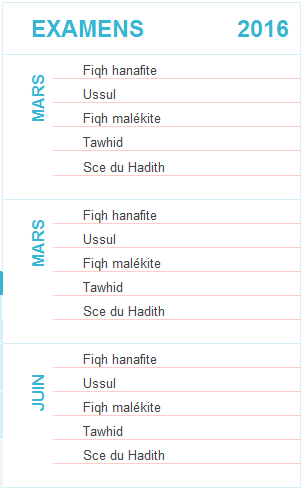 EXAMENS 2016
MARS
Fiqh hanafite
Ussul
Fiqh malékite
Tawhid
Sce du Hadith
MARS
Fiqh hanafite
Ussul
Fiqh malékite
Tawhid
Sce du Hadith
JUIN
Fiqh hanafite
Ussul
Fiqh malékite
Tawhid
Sce du Hadith